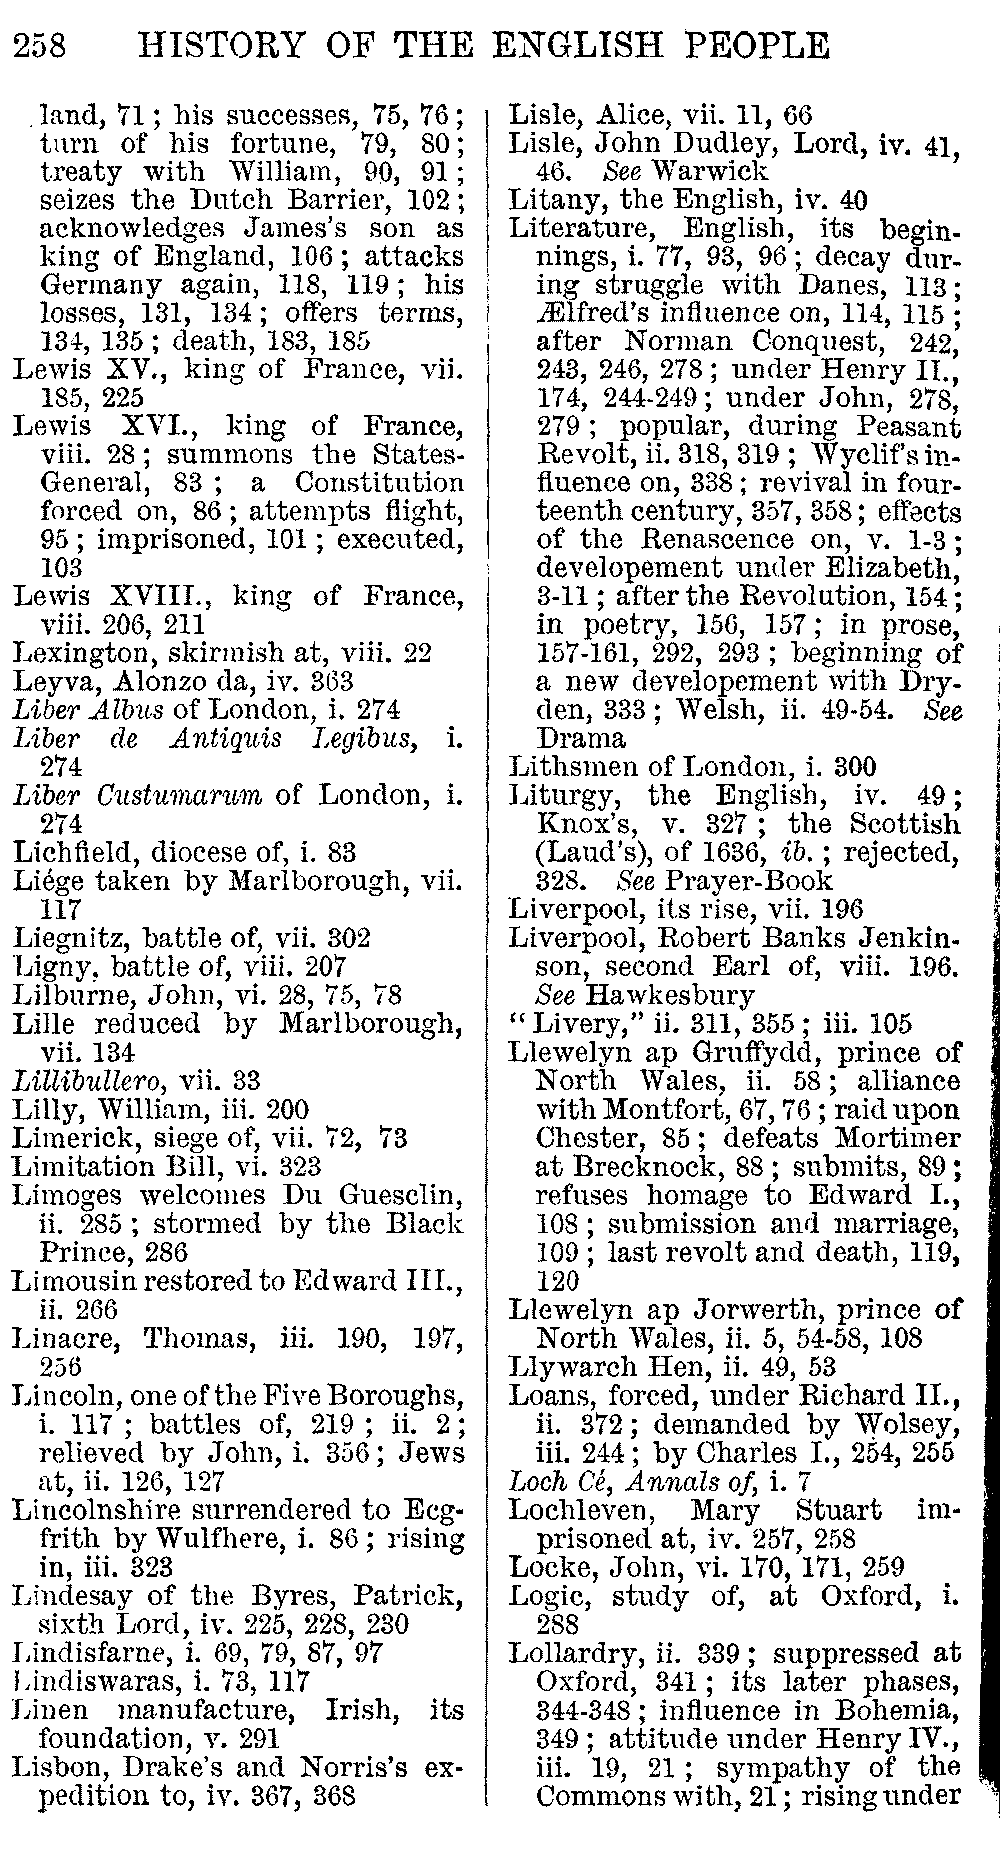 258 HISTORY OF THE ENGLISH PEOPLE
land, 71; his successes, 75, 76;
turn of his fortune, 79, 80;
treaty with William, 90, 91;
seizes the Dutch Barrier, 102;
acknowledges James's son as
king of England, 106; attacks
Germany again, 118, 119; his
losses, 131, 134; offers terms,
134, 135; death, 183, 185
Lewis XV., king of France, vii.
185, 225
Lewis XVI., king of France,
viii. 28; summons the States-
General, 83; a Constitution
forced on, 86; attempts flight,
95; imprisoned, 101; executed,
103
Lewis XVIII., king of France,
viii. 206, 211
Lexington, skirmish at, viii. 22
Leyva, Alonzo da, iv. 363
Liber Albus of London, i. 274
Liber de Antiquis Legibus, i.
274
Liber Custumarum of London, i.
274
Lichfield, diocese of, i. 83
Liége taken by Marlborough, vii.
117
Liegnitz, battle of, vii. 302
Ligny, battle of, viii. 207
Lilburne, John, vi. 28, 75, 78
Lille reduced by Marlborough,
vii. 134
Lillibullero, vii. 33
Lilly, William, iii. 200
Limerick, siege of, vii. 72, 73
Limitation Bill, vi. 323
Limoges welcomes Du Guesclin,
ii. 285; stormed by the Black
Prince, 286
Limousin restored to Edward III.,
ii. 266
Linacre, Thomas, iii. 190, 197,
256
Lincoln, one of the Five Boroughs,
i. 117; battles of, 219; ii. 2;
relieved by John, i. 356; Jews
at, ii. 126, 127
Lincolnshire surrendered to Ecg-
frith by Wulfhere, i. 86; rising
in, iii. 323
Lindesay of the Byres, Patrick,
sixth Lord, iv. 225, 228, 230
Lindisfarne, i. 69, 79, 87, 97
Lindiswaras, i. 73, 117
Linen manufacture, Irish, its
foundation, v. 291
Lisbon, Drake's and Norris's ex-
pedition to, iv. 367, 368
Lisle, Alice, vii. 11, 66
Lisle, John Dudley, Lord, iv. 41,
46. See Warwick
Litany, the English, iv. 40
Literature, English, its begin-
nings, i. 77, 93, 96; decay dur-
ing struggle with Danes, 113;
Ælfred's influence on, 114, 115;
after Norman Conquest, 242,
243, 246, 278; under Henry II.,
174, 244-249; under John, 278,
279; popular, during Peasant
Revolt, ii. 318, 319; Wyclif's in-
fluence on, 338; revival in four-
teenth century, 357, 358; effects
of the Renascence on, v. 1-3;
developement under Elizabeth,
3-11; after the Revolution, 154;
in poetry, 156, 157; in prose,
157-161, 292, 293; beginning of
a new developement with Dry-
den, 333; Welsh, ii. 49-54. See
Drama
Lithsmen of London, i. 300
Liturgy, the English, iv. 49;
Knox's, v. 327; the Scottish
(Laud's), of 1636, ib.; rejected,
328. See Prayer-Book
Liverpool, its rise, vii. 196
Liverpool, Robert Banks Jenkin-
son, second Earl of, viii. 196.
See Hawkesbury
"Livery," ii. 311, 355; iii. 105
Llewelyn ap Gruffydd, prince of
North Wales, ii. 58; alliance
with Montfort, 67, 76; raid upon
Chester, 85; defeats Mortimer
at Brecknock, 88; submits, 89;
refuses homage to Edward I.,
108; submission and marriage,
109; last revolt and death, 119,
120
Llewelyn ap Jorwerth, prince of
North Wales, ii. 5, 54-58, 108
Llywarch Hen, ii. 49, 53
Loans, forced, under Richard II.,
ii. 372; demanded by Wolsey,
iii. 244; by Charles I., 254, 255
Loch Cé, Annals of, i. 7
Lochleven, Mary Stuart im-
prisoned at, iv. 257, 258
Locke, John, vi. 170, 171, 259
Logic, study of, at Oxford, i.
288
Lollardry, ii. 339; suppressed at
Oxford, 341; its later phases,
344-348; influence in Bohemia,
349; attitude under Henry IV.,
iii. 19, 21; sympathy of the
Commons with, 21; rising under